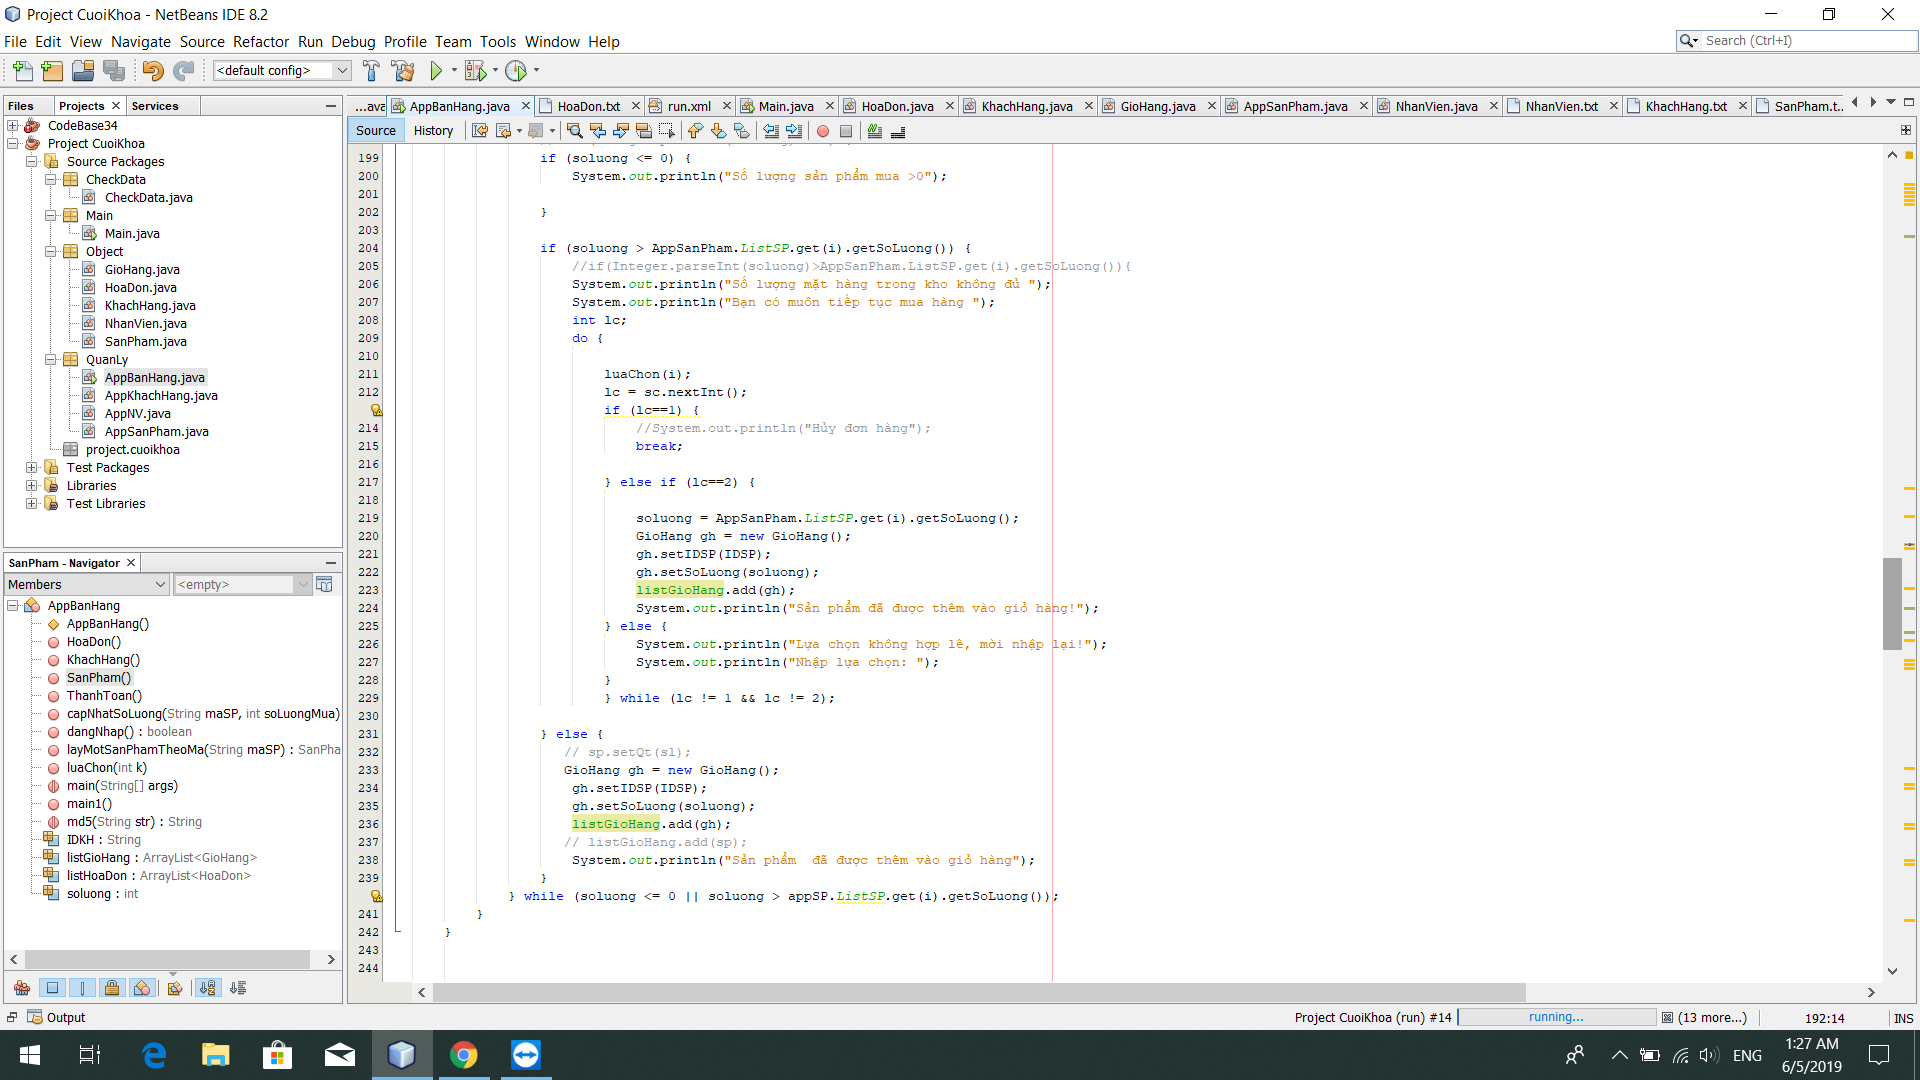 Project CuoiKhoa - NetBeans IDE 8.2
File Edit View Navigate Source Refactor Run Debug Profile Team Tools Window Help
Search (Ctrl+I)
<default config>
Files Projects Services
CodeBase34
Project CuoiKhoa
Source Packages
CheckData
CheckData.java
Main
Main.java
Object
GioHang.java
HoaDon.java
KhachHang.java
NhanVien.java
SanPham.java
QuanLy
AppBanHang.java
AppKhachHang.java
AppNV.java
AppSanPham.java
project.cuoikhoa
Test Packages
Libraries
Test Libraries
SanPham - Navigator
Members <empty>
AppBanHang
AppBanHang()
HoaDon()
KhachHang()
SanPham()
ThanhToan()
capNhatSoLuong(String maSP, int soLuongMua)
dangNhap() : boolean
layMotSanPhamTheoMa(String maSP) : SanPha
luaChon(int k)
main(String[] args)
main1()
md5(String str) : String
IDKH : String
listGioHang : ArrayList<GioHang>
listHoaDon : ArrayList<HoaDon>
soluong : int
...ava AppBanHang.java HoaDon.txt run.xml Main.java HoaDon.java KhachHang.java GioHang.java AppSanPham.java NhanVien.java NhanVien.txt KhachHang.txt SanPham.t...
Source History
199 if (soluong <= 0) {
200 System.out.println("Số lượng sản phẩm mua >0");
201
202 }
203
204 if (soluong > AppSanPham.ListSP.get(i).getSoLuong()) {
205 //if(Integer.parseInt(soluong)>AppSanPham.ListSP.get(i).getSoLuong()){
206 System.out.println("Số lượng mặt hàng trong kho không đủ ");
207 System.out.println("Bạn có muôn tiếp tục mua hàng ");
208 int lc;
209 do {
210
211 luaChon(i);
212 lc = sc.nextInt();
if (lc==1) {
214 //System.out.println("Hủy đơn hàng");
215 break;
216
217 } else if (lc==2) {
218
219 soluong = AppSanPham.ListSP.get(i).getSoLuong();
220 GioHang gh = new GioHang();
221 gh.setIDSP(IDSP);
222 gh.setSoLuong(soluong);
223 listGioHang.add(gh);
224 System.out.println("Sản phẩm đã được thêm vào giỏ hàng!");
225 } else {
226 System.out.println("Lựa chọn không hợp lê, mời nhập lại!");
227 System.out.println("Nhập lựa chọn: ");
228 }
229 } while (lc != 1 && lc != 2);
230
231 } else {
232 // sp.setQt(sl);
233 GioHang gh = new GioHang();
234 gh.setIDSP(IDSP);
235 gh.setSoLuong(soluong);
236 listGioHang.add(gh);
237 // listGioHang.add(sp);
238 System.out.println("Sản phẩm  đã được thêm vào giỏ hàng");
239 }
} while (soluong <= 0 || soluong > appSP.ListSP.get(i).getSoLuong());
241 }
242 }
243
244
Output
Project CuoiKhoa (run) #14 running... (13 more...) 192:14 INS
ENG
1:27 AM
6/5/2019